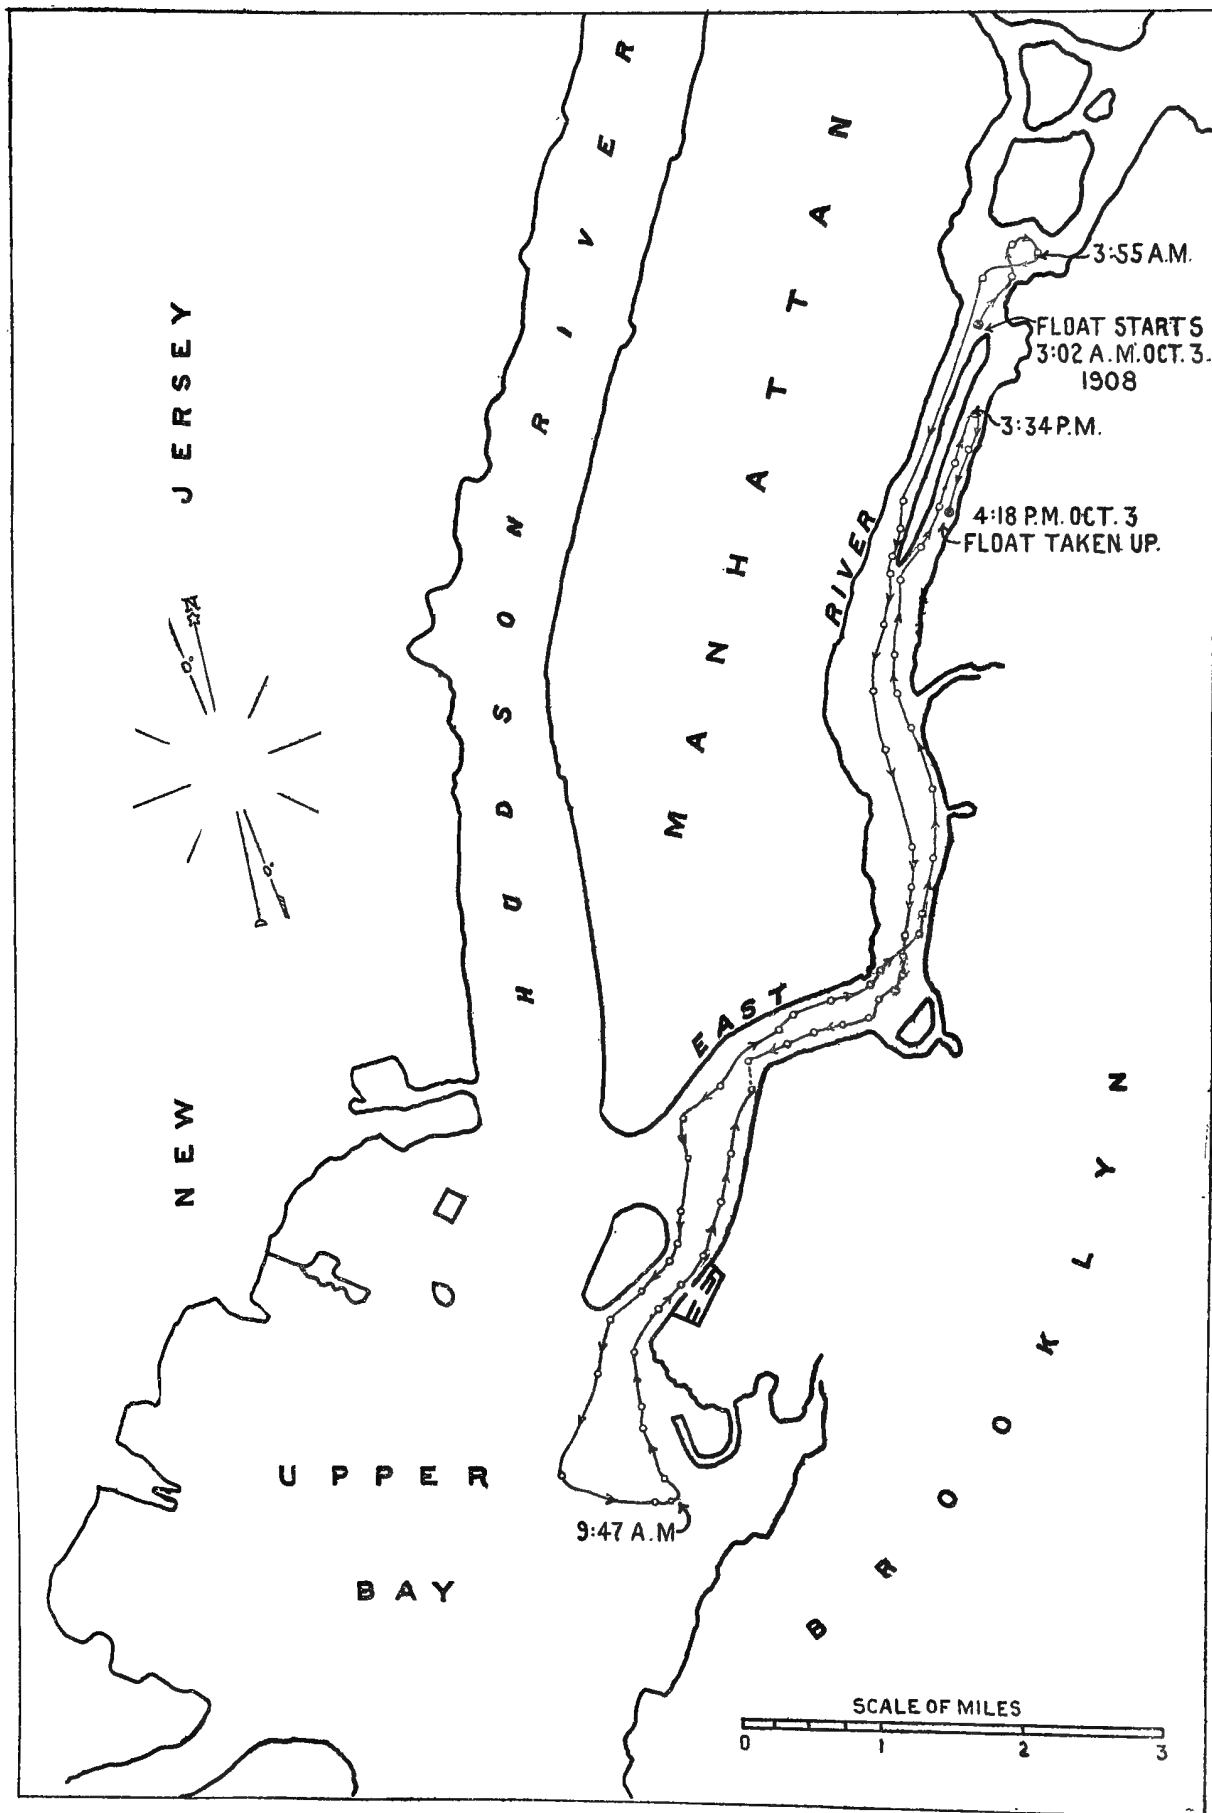 HUDSON RIVER
MANHATTAN
3:55 A.M.
FLOAT STARTS
3:02 A.M. OCT. 3.
1908
3:34 P.M.
4:18 P.M. OCT. 3
FLOAT TAKEN UP.
EAST RIVER
NEW JERSEY
UPPER
BAY
9:47 A.M
BROOKLYN
SCALE OF MILES
0 1 2 3